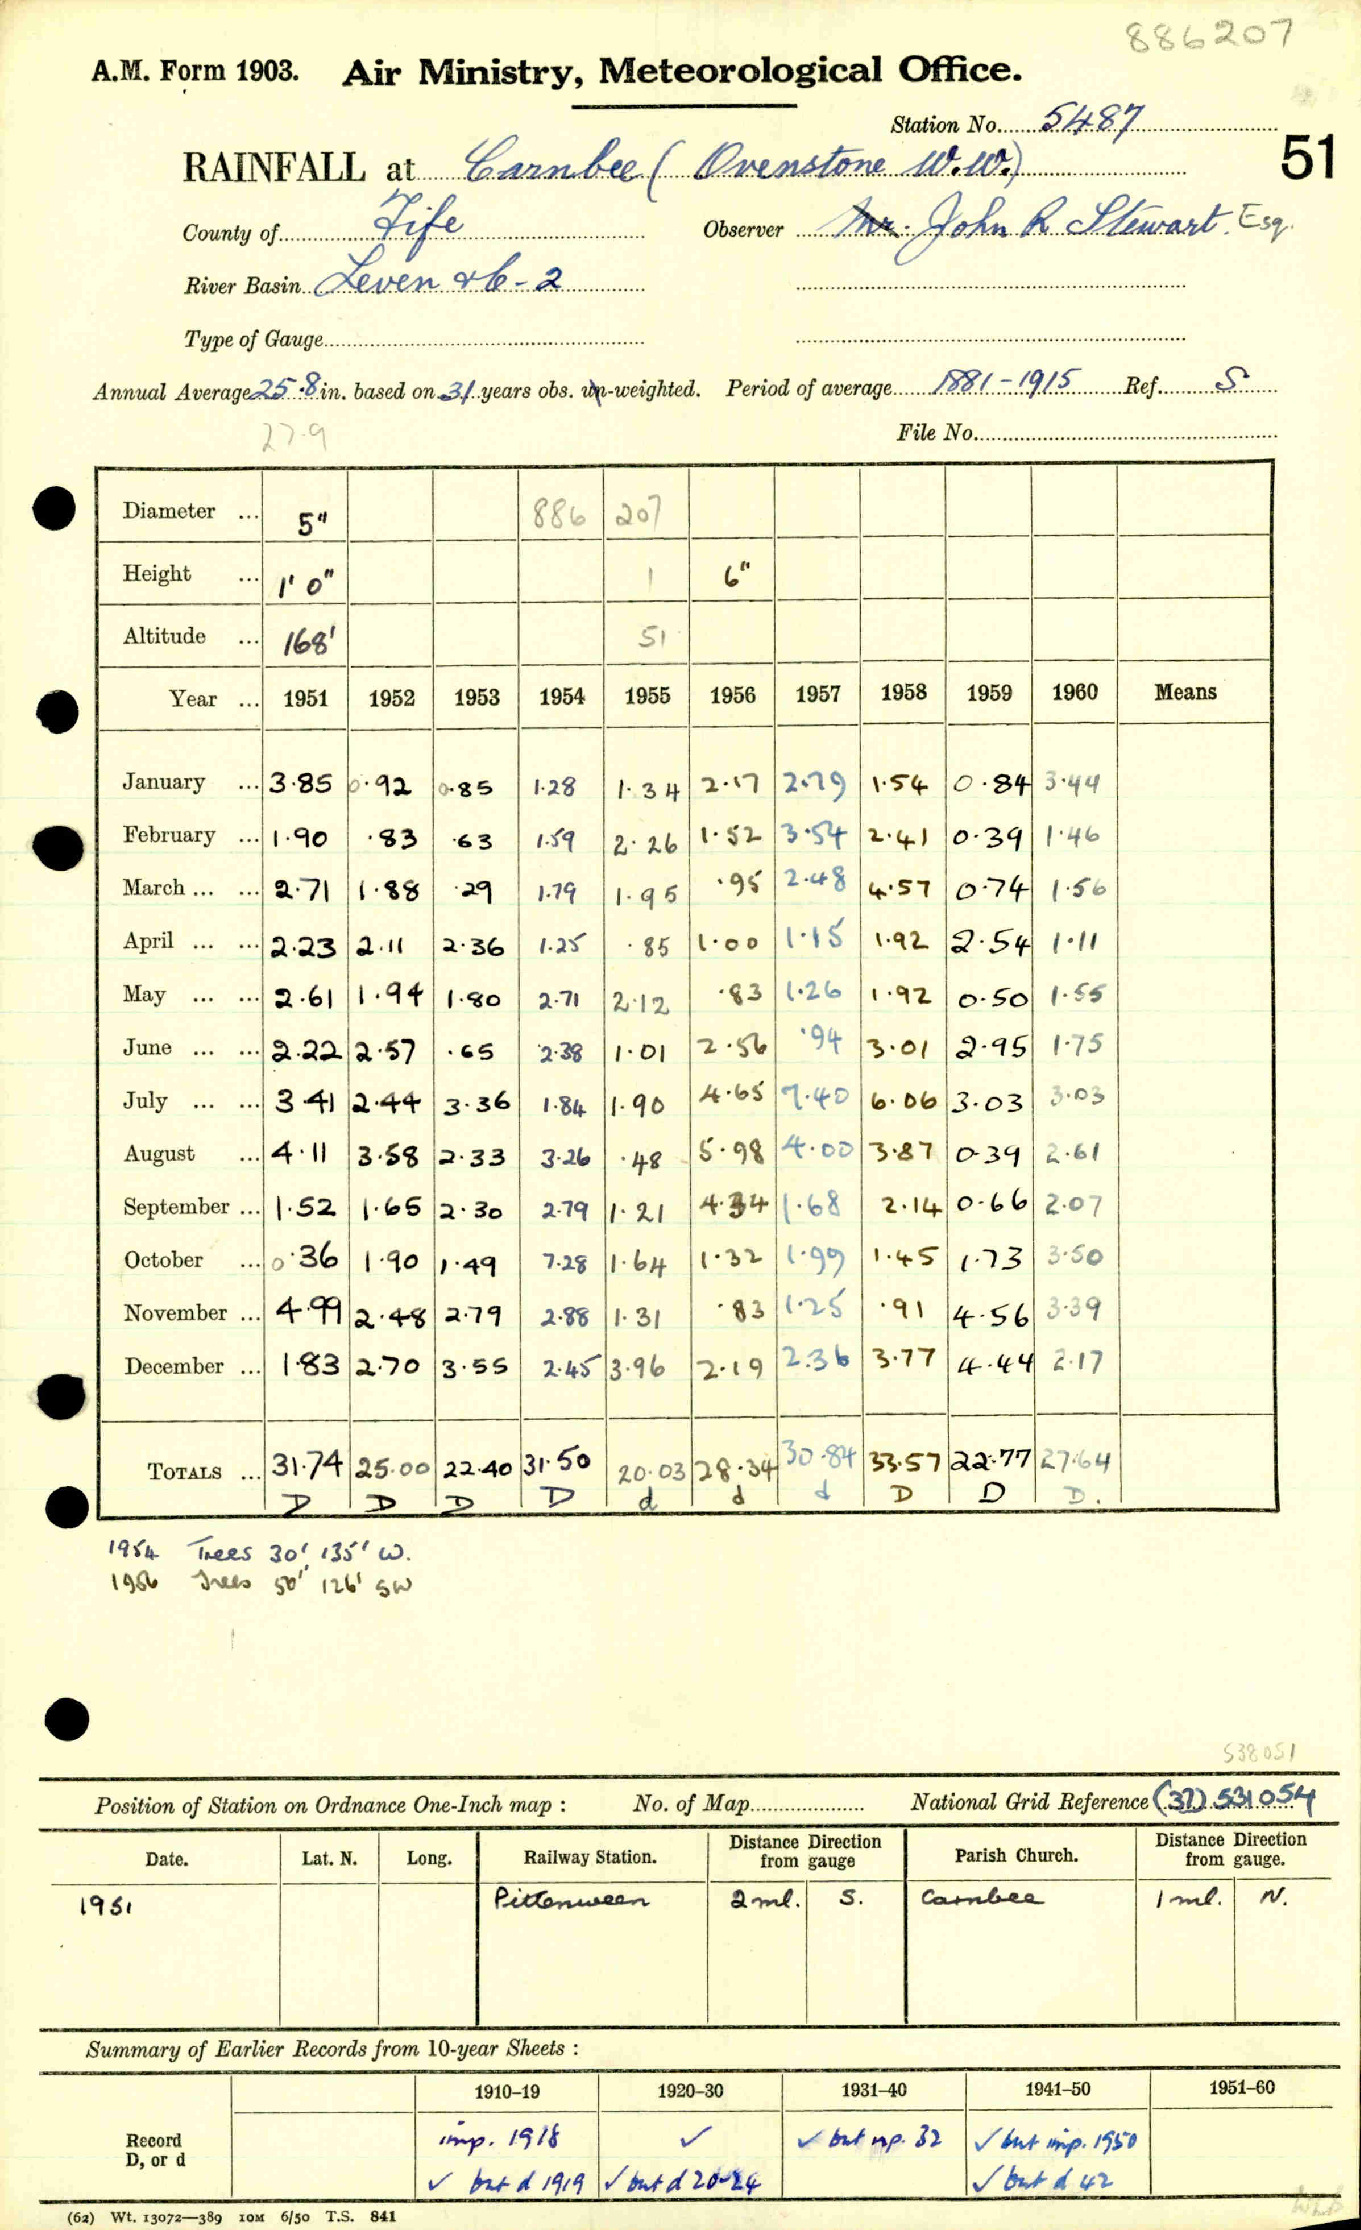 886207
A.M. Form 1903. Air Ministry, Meteorological Office.
Station No. 5487
RAINFALL at Carnbee (Ovenstone W.W.) 51
County of Fife Observer Mr. John R Stewart. Esq.
River Basin Leven &c - 2
Type of Gauge
Annual Average 25.8 in. based on 31 years obs. un-weighted. Period of average 1881-1915 Ref. S
27.9 File No.
Diameter ... 5" 886 207
Height ... 1' 0" 1 6"
Altitude ... 168' 51
Year ... 1951 1952 1953 1954 1955 1956 1957 1958 1959 1960 Means
January ... 3.85 0.92 0.85 1.28 1.34 2.17 2.79 1.54 0.84 3.44
February ... 1.90 .83 .63 1.59 2.26 1.52 3.54 2.41 0.39 1.46
March ... ... 2.71 1.88 .29 1.79 1.95 .95 2.48 4.57 0.74 1.56
April ... ... 2.23 2.11 2.36 1.25 .85 1.00 1.15 1.92 2.54 1.11
May ... ... 2.61 1.94 1.80 2.71 2.12 .83 1.26 1.92 0.50 1.55
June ... ... 2.22 2.57 .65 2.38 1.01 2.56 .94 3.01 2.95 1.75
July ... ... 3.41 2.44 3.36 1.84 1.90 4.65 7.40 6.06 3.03 3.03
August ... 4.11 3.58 2.33 3.26 .48 5.98 4.00 3.87 0.39 2.61
September ... 1.52 1.65 2.30 2.79 1.21 4.34 1.68 2.14 0.66 2.07
October ... 0.36 1.90 1.49 7.28 1.64 1.32 1.99 1.45 1.73 3.50
November ... 4.99 2.48 2.79 2.88 1.31 .83 1.25 .91 4.56 3.39
December ... 1.83 2.70 3.55 2.45 3.96 2.19 2.36 3.77 4.44 2.17
TOTALS ... 31.74 25.00 22.40 31.50 20.03 28.34 30.84 33.57 22.77 27.64
D D D D d d d D D D.
1954 Trees 30' 135' W.
1956 Trees 50' 126' SW
538051
Position of Station on Ordnance One-Inch map : No. of Map National Grid Reference (37) 531054
Date. Lat. N. Long. Railway Station. Distance from gauge Direction Parish Church. Distance from gauge. Direction
1951 Pittenween 2 ml. S. Carnbee 1 ml. N.
Summary of Earlier Records from 10-year Sheets :
1910-19 1920-30 1931-40 1941-50 1951-60
Record D, or d imp. 1918 ✓ ✓ but np. 32 ✓ but imp. 1950
✓ but d 1919 ✓ but d 20-24 ✓ but d 42
(62) Wt. 13072—389 10M 6/50 T.S. 841